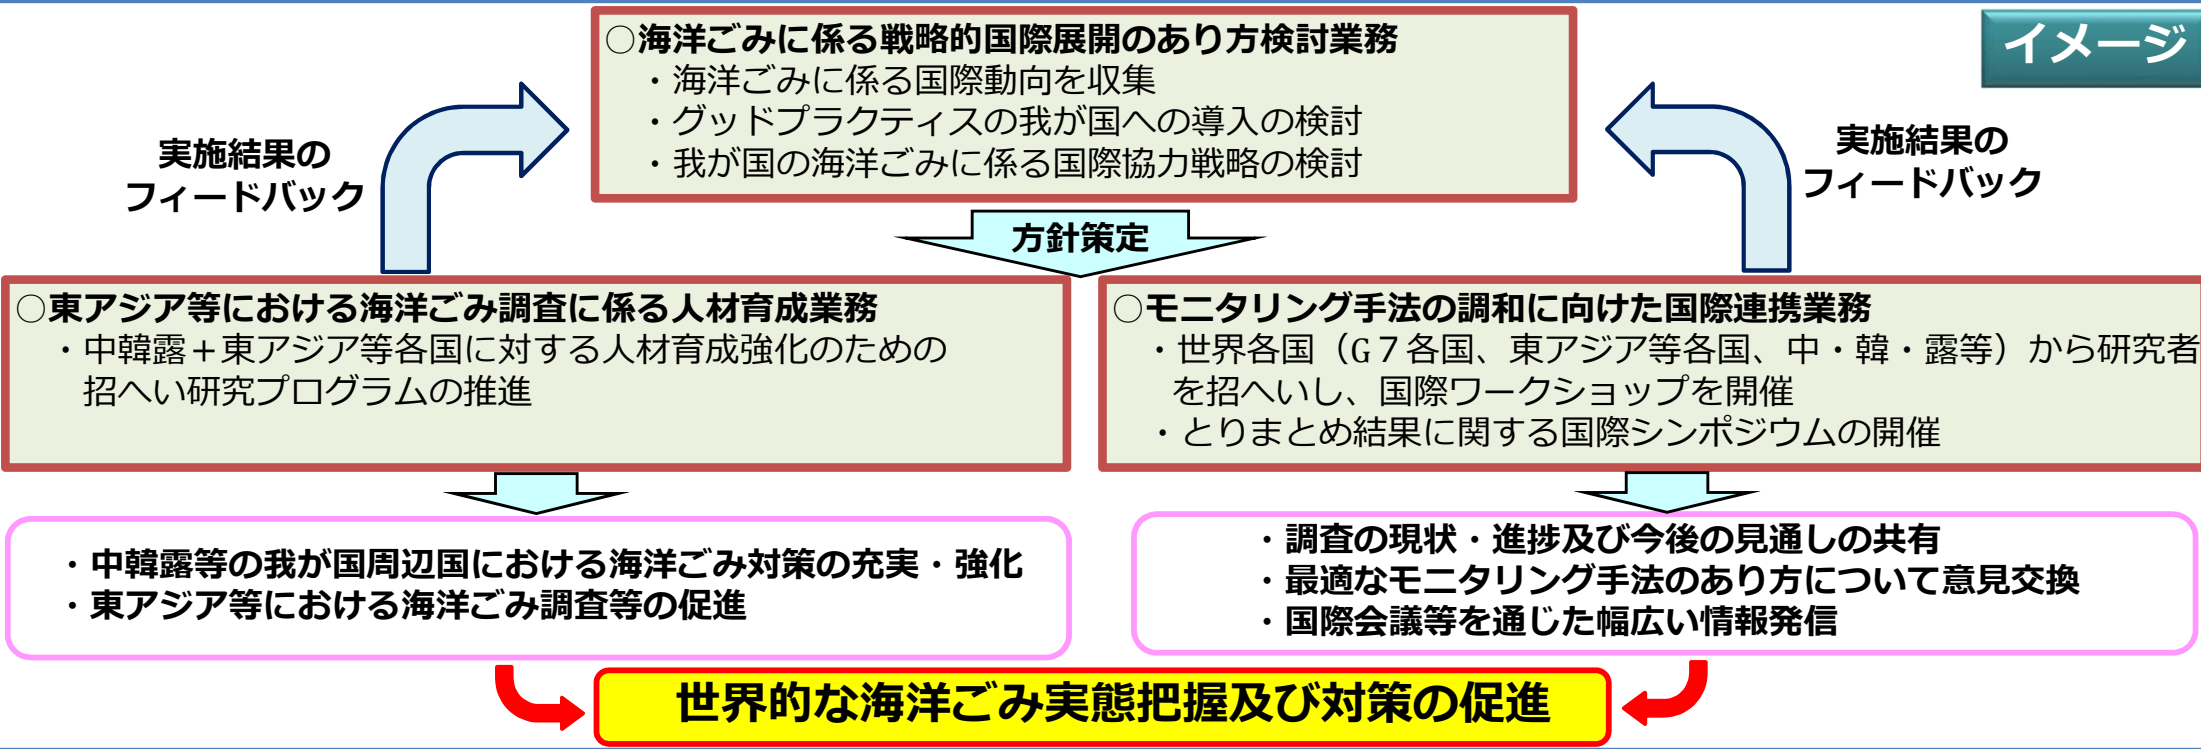 イメージ
○海洋ごみに係る戦略的国際展開のあり方検討業務
・海洋ごみに係る国際動向を収集
・グッドプラクティスの我が国への導入の検討
・我が国の海洋ごみに係る国際協力戦略の検討
実施結果の
フィードバック
実施結果の
フィードバック
方針策定
○東アジア等における海洋ごみ調査に係る人材育成業務
・中韓露＋東アジア等各国に対する人材育成強化のための
招へい研究プログラムの推進
○モニタリング手法の調和に向けた国際連携業務
・世界各国（G７各国、東アジア等各国、中・韓・露等）から研究者
を招へいし、国際ワークショップを開催
・とりまとめ結果に関する国際シンポジウムの開催
・中韓露等の我が国周辺国における海洋ごみ対策の充実・強化
・東アジア等における海洋ごみ調査等の促進
・調査の現状・進捗及び今後の見通しの共有
・最適なモニタリング手法のあり方について意見交換
・国際会議等を通じた幅広い情報発信
世界的な海洋ごみ実態把握及び対策の促進